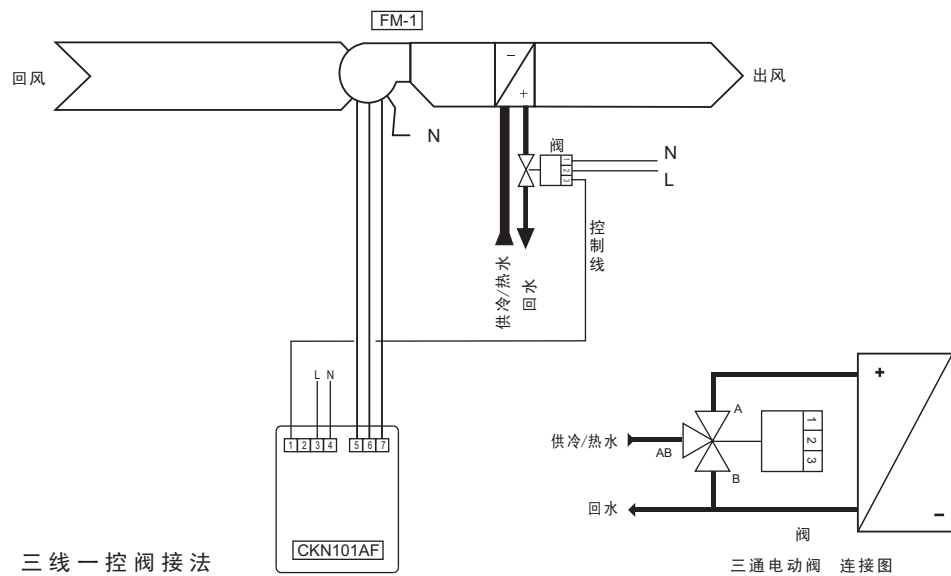 FM-1
回风
出风
N
阀
1
2
3
N
L
控制线
供冷/热水
回水
L N
1 2 3 4 5 6 7
CKN101AF
三线一控阀接法
+
A
供冷/热水
AB
1
2
3
B
回水
阀
-
三通电动阀 连接图